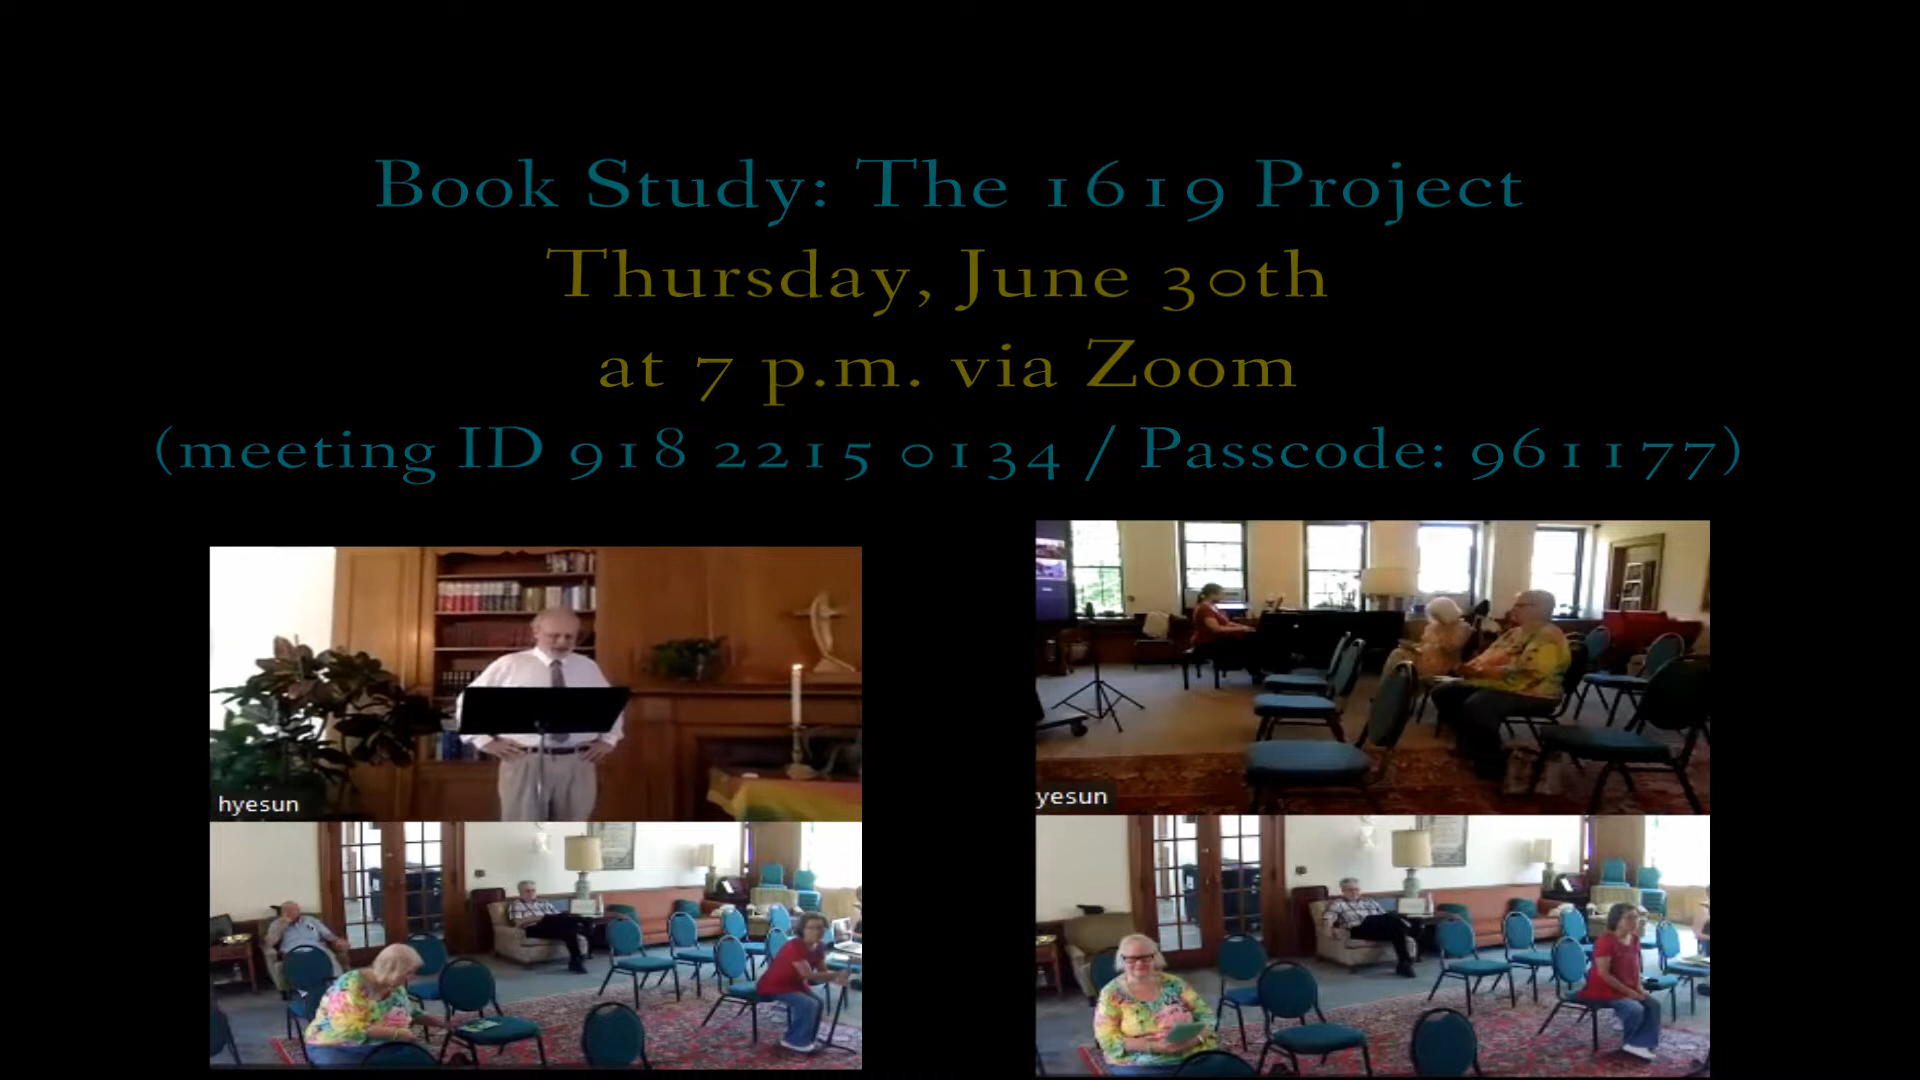 Book Study: The 1619 Project
Thursday, June 30th
at 7 p.m. via Zoom
(meeting ID 918 2215 0134 / Passcode: 961177)
hyesun
yesun